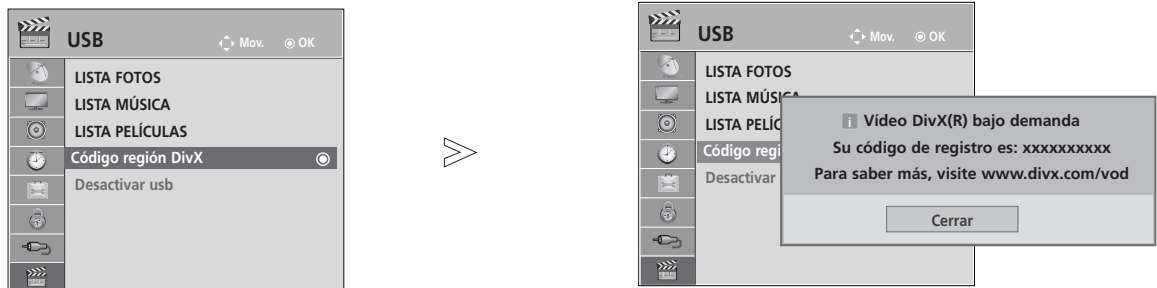 USB
Mov. OK
LISTA FOTOS
LISTA MÚSICA
LISTA PELÍCULAS
Código región DivX
Desactivar usb
>
USB
Mov. OK
LISTA FOTOS
LISTA MÚSICA
LISTA PELÍC
Código regi
Desactivar
i Vídeo DivX(R) bajo demanda
Su código de registro es: xxxxxxxxxx
Para saber más, visite www.divx.com/vod
Cerrar